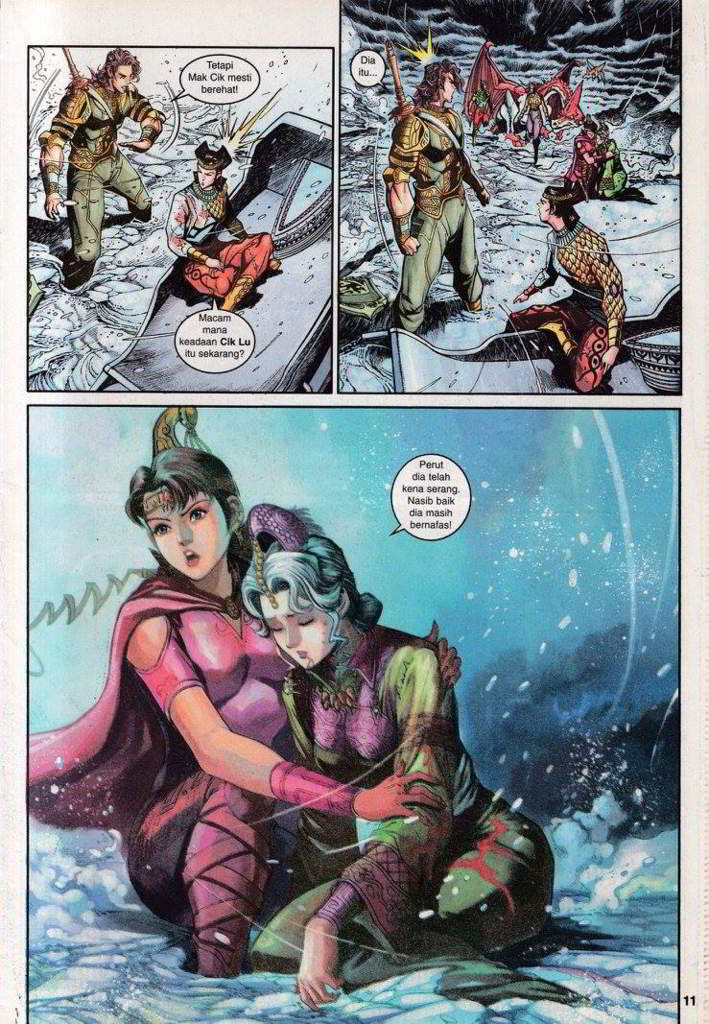 Tetapi
Mak Cik mesti
berehat!
Macam
mana
keadaan Cik Lu
itu sekarang?
Dia
itu...
Perut
dia telah
kena serang.
Nasib baik
dia masih
bernafas!
11